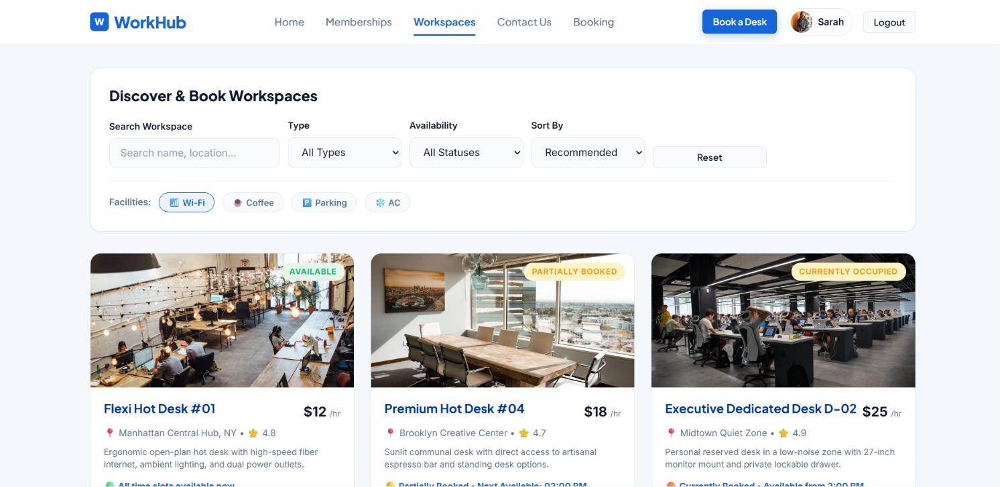 W WorkHub
Home Memberships Workspaces Contact Us Booking
Book a Desk Sarah Logout
Discover & Book Workspaces
Search Workspace Type Availability Sort By
Search name, location... All Types All Statuses Recommended Reset
Facilities: Wi-Fi Coffee P Parking AC
AVAILABLE
Flexi Hot Desk #01 $12 /hr
Manhattan Central Hub, NY • 4.8
Ergonomic open-plan hot desk with high-speed fiber
internet, ambient lighting, and dual power outlets.
All time slots available now
PARTIALLY BOOKED
Premium Hot Desk #04 $18 /hr
Brooklyn Creative Center • 4.7
Sunlit communal desk with direct access to artisanal
espresso bar and standing desk options.
Partially Booked • Next Available: 02:00 PM
CURRENTLY OCCUPIED
Executive Dedicated Desk D-02 $25 /hr
Midtown Quiet Zone • 4.9
Personal reserved desk in a low-noise zone with 27-inch
monitor mount and private lockable drawer.
Currently Booked • Available from 3:00 PM